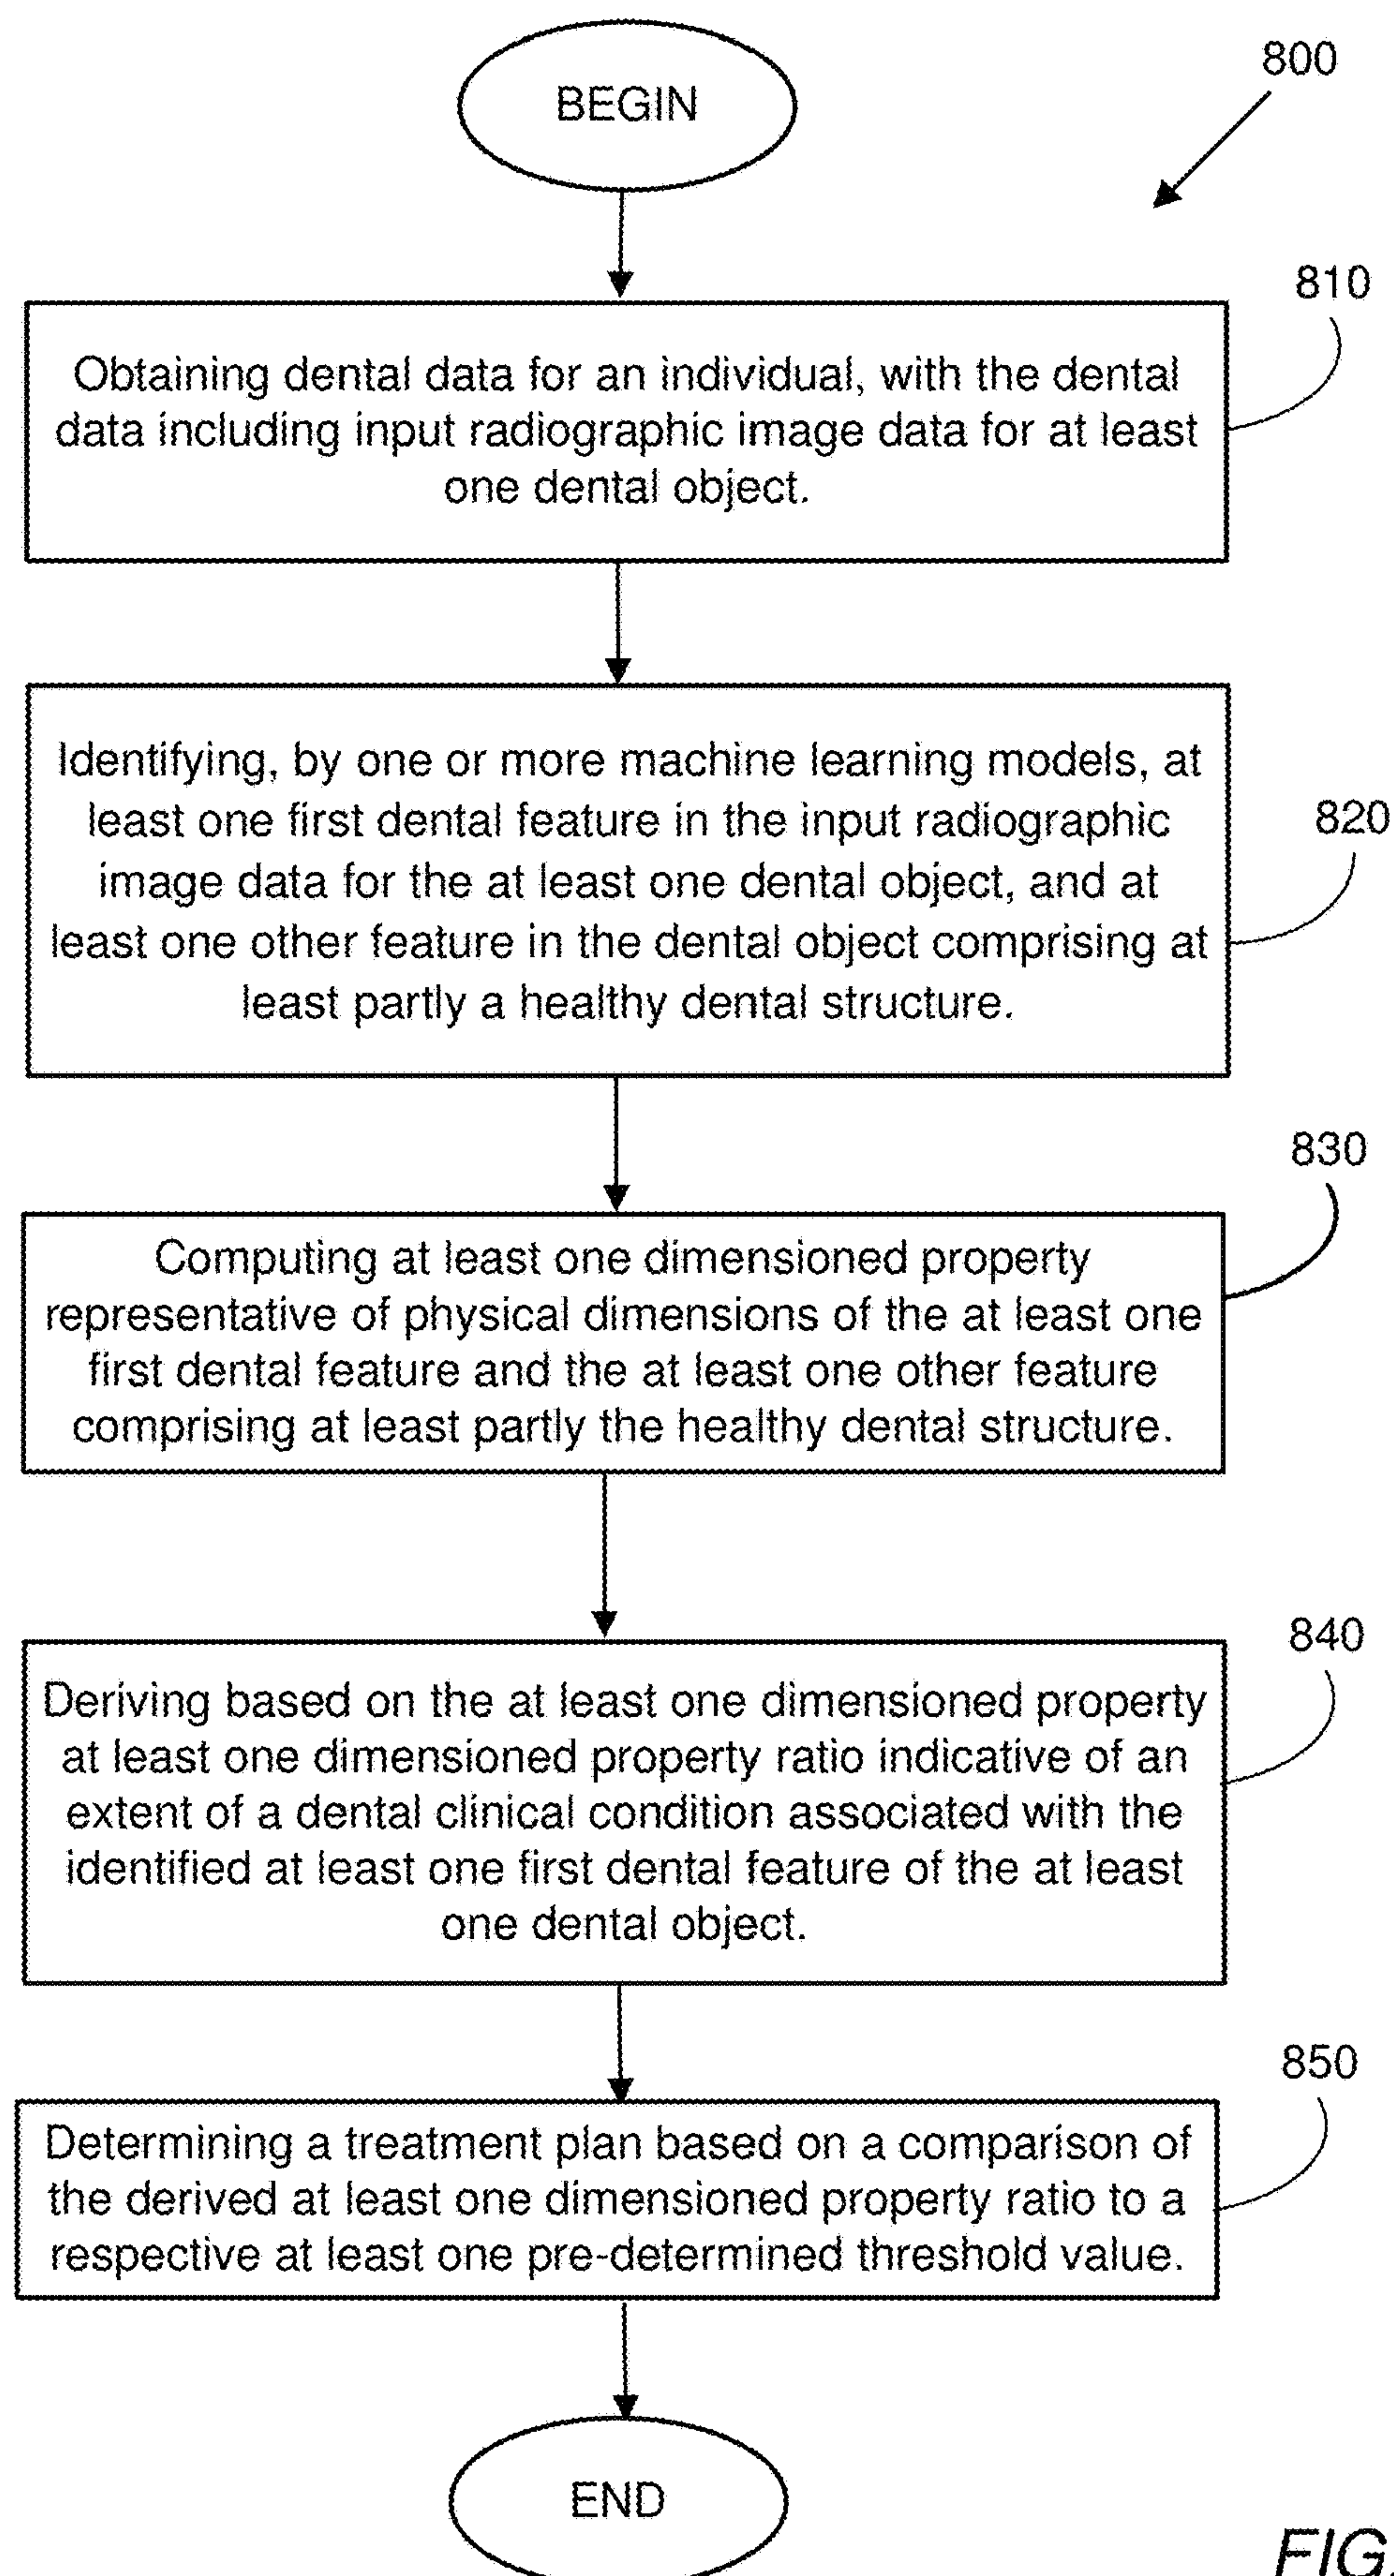 BEGIN
800
810
Obtaining dental data for an individual, with the dental
data including input radiographic image data for at least
one dental object.
820
Identifying, by one or more machine learning models, at
least one first dental feature in the input radiographic
image data for the at least one dental object, and at
least one other feature in the dental object comprising at
least partly a healthy dental structure.
830
Computing at least one dimensioned property
representative of physical dimensions of the at least one
first dental feature and the at least one other feature
comprising at least partly the healthy dental structure.
840
Deriving based on the at least one dimensioned property
at least one dimensioned property ratio indicative of an
extent of a dental clinical condition associated with the
identified at least one first dental feature of the at least
one dental object.
850
Determining a treatment plan based on a comparison of
the derived at least one dimensioned property ratio to a
respective at least one pre-determined threshold value.
END
FIG.